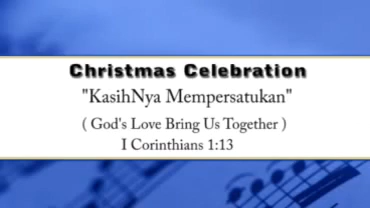 Christmas Celebration
"KasihNya Mempersatukan"
( God's Love Bring Us Together )
I Corinthians 1:13